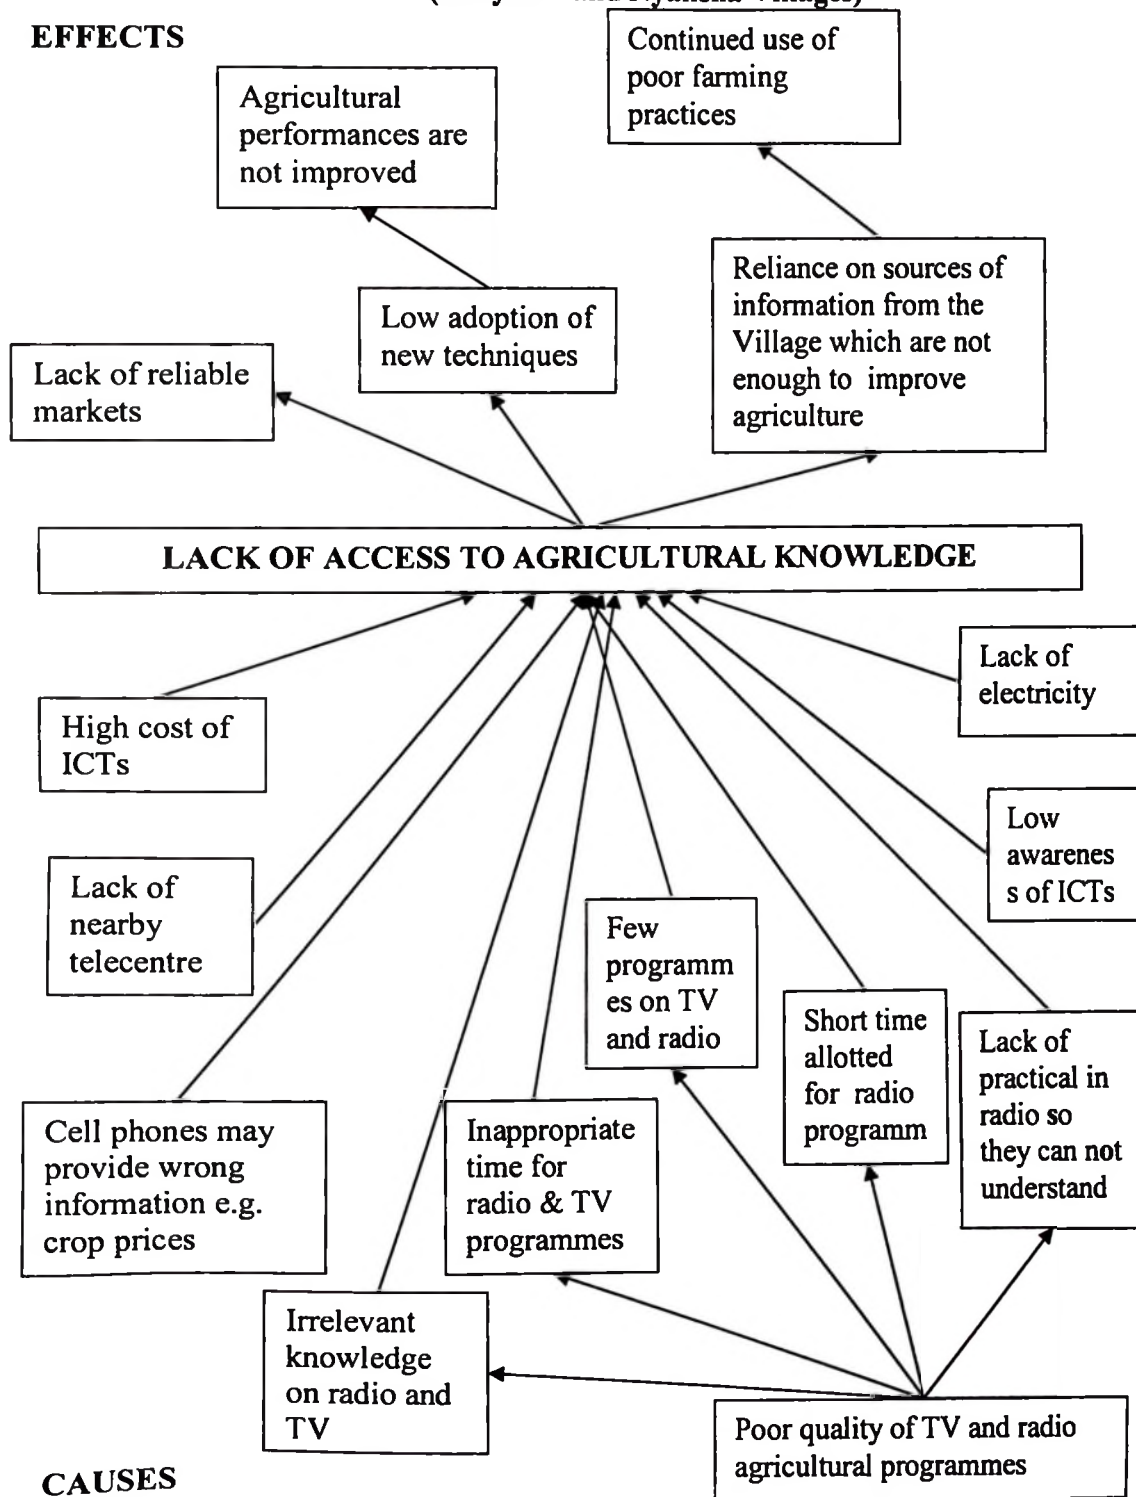 EFFECTS
Continued use of
poor farming
practices
Agricultural
performances are
not improved
Reliance on sources of
information from the
Village which are not
enough to improve
agriculture
Low adoption of
new techniques
Lack of reliable
markets
LACK OF ACCESS TO AGRICULTURAL KNOWLEDGE
Lack of
electricity
High cost of
ICTs
Low
awarenes
s of ICTs
Lack of
nearby
telecentre
Few
programm
es on TV
and radio
Short time
allotted
for radio
programm
Lack of
practical in
radio so
they can not
understand
Cell phones may
provide wrong
information e.g.
crop prices
Inappropriate
time for
radio & TV
programmes
Irrelevant
knowledge
on radio and
TV
Poor quality of TV and radio
agricultural programmes
CAUSES